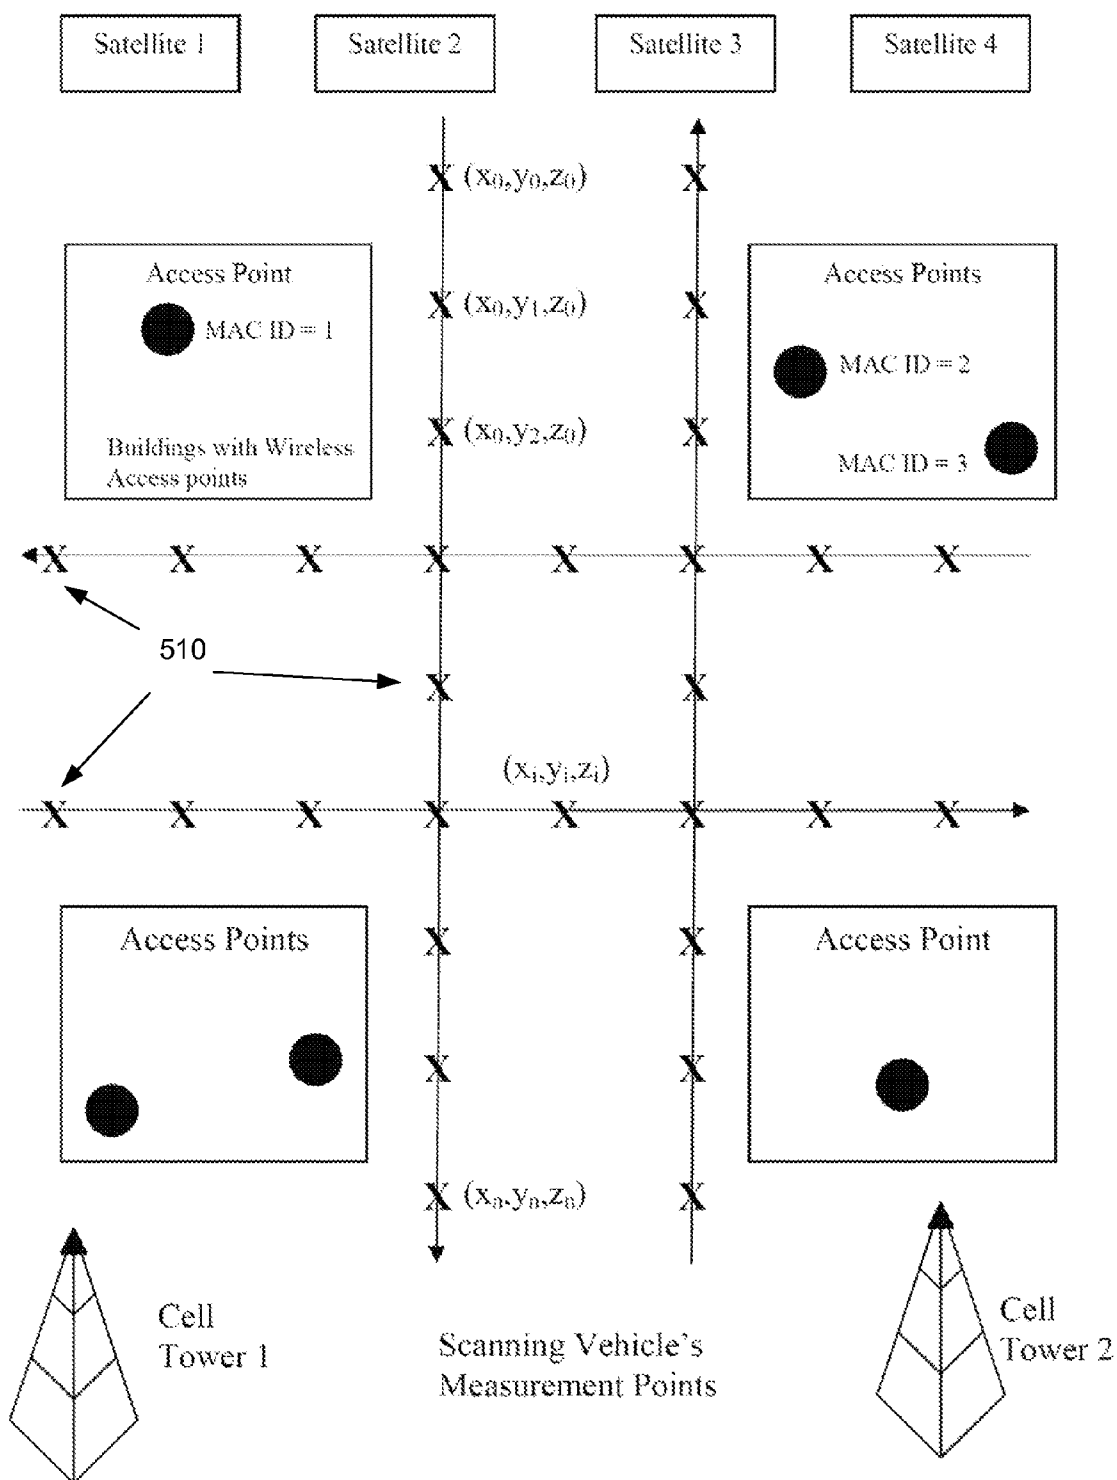 Satellite 1
Satellite 2
Satellite 3
Satellite 4
X (x₀,y₀,z₀) X
Access Point
MAC ID = 1
Buildings with Wireless
Access points
X (x₀,y₁,z₀) X
X (x₀,y₂,z₀) X
Access Points
MAC ID = 2
MAC ID = 3
X X X X X X X X
510
X X
(xᵢ,yᵢ,zᵢ)
X X X X X X X X
Access Points
X X
Access Point
X X
X (xₙ,yₙ,zₙ) X
Cell
Tower 1
Scanning Vehicle's
Measurement Points
Cell
Tower 2